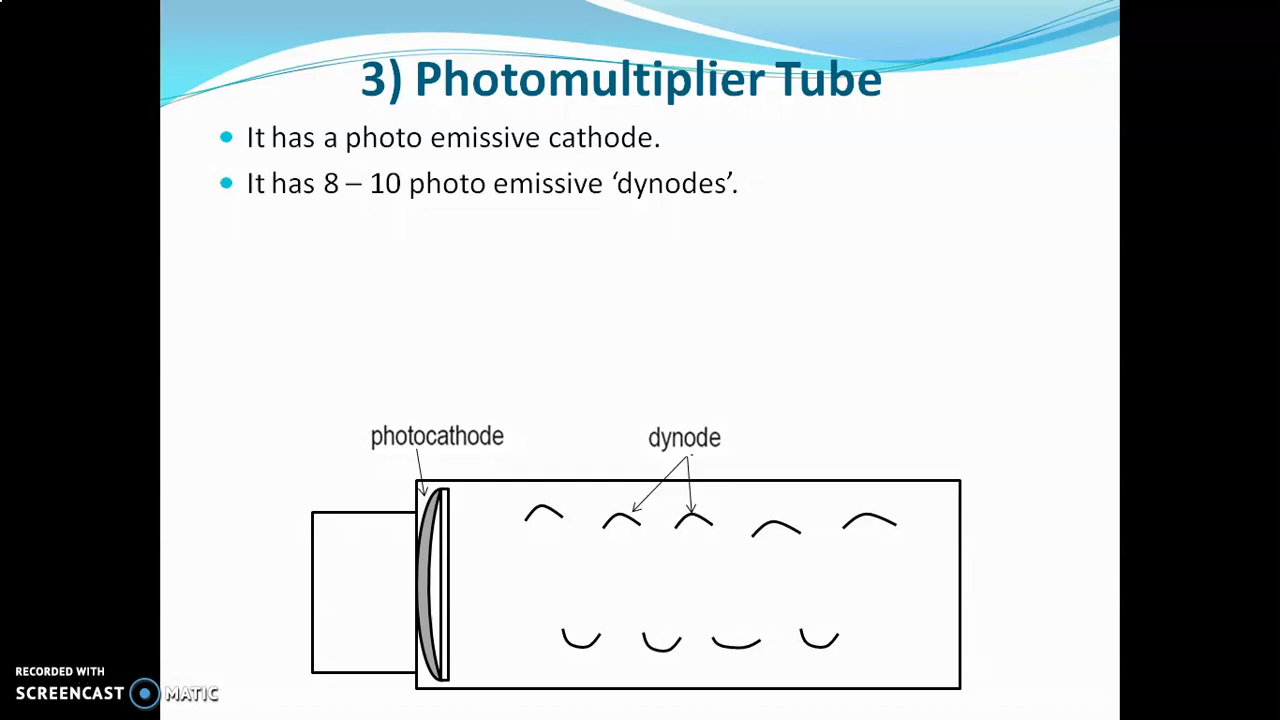 3) Photomultiplier Tube
It has a photo emissive cathode.
It has 8 – 10 photo emissive ‘dynodes’.
photocathode
dynode
RECORDED WITH
SCREENCAST MATIC